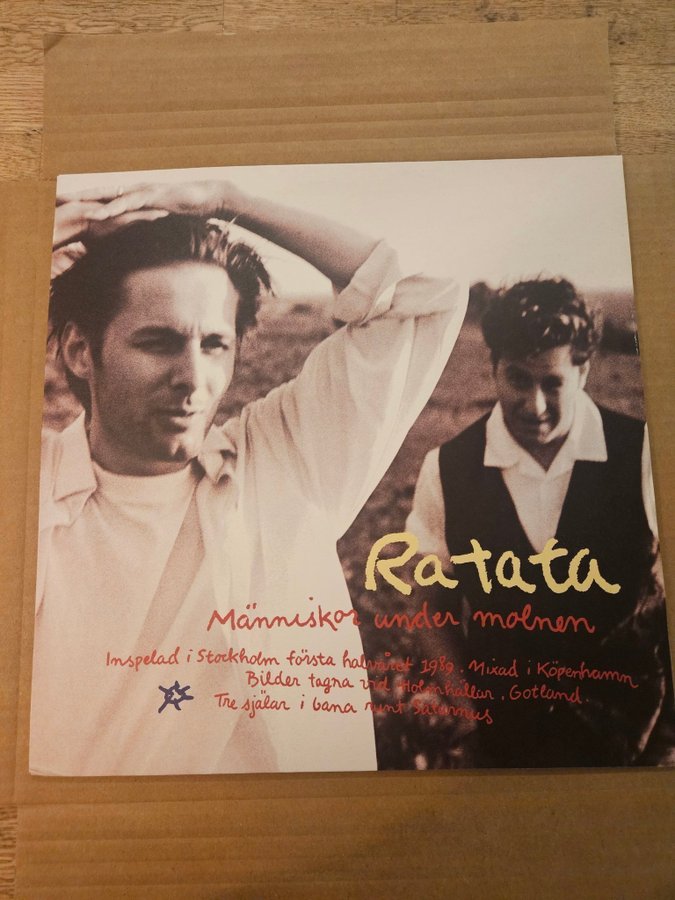 Ratata
Människor under molnen
Inspelad i Stockholm första halvåret 1989. Mixad i Köpenhamn
Bilder tagna vid Holmhällar, Gotland.
Tre själar i bana runt Saturnus